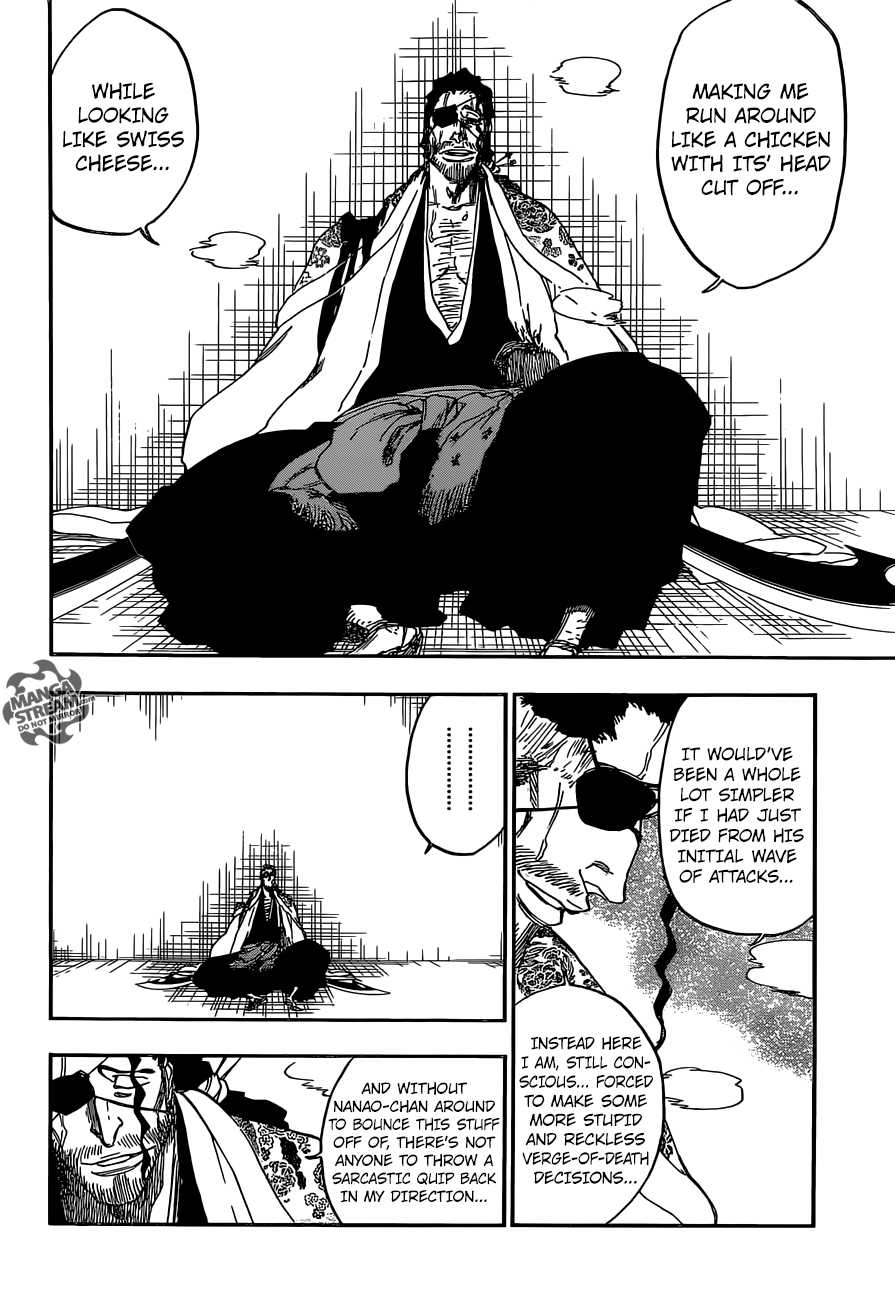 MAKING ME
RUN AROUND
LIKE A CHICKEN
WITH ITS' HEAD
CUT OFF...
WHILE
LOOKING
LIKE SWISS
CHEESE...
IT WOULD'VE
BEEN A WHOLE
LOT SIMPLER
IF I HAD JUST
DIED FROM HIS
INITIAL WAVE
OF ATTACKS...
INSTEAD HERE
I AM, STILL CON-
SCIOUS... FORCED
TO MAKE SOME
MORE STUPID
AND RECKLESS
VERGE-OF-DEATH
DECISIONS...
..........
..........
AND WITHOUT
NANAO-CHAN AROUND
TO BOUNCE THIS STUFF
OFF OF, THERE'S NOT
ANYONE TO THROW A
SARCASTIC QUIP BACK
IN MY DIRECTION...
MANGA
STREAM
DO NOT MIRROR